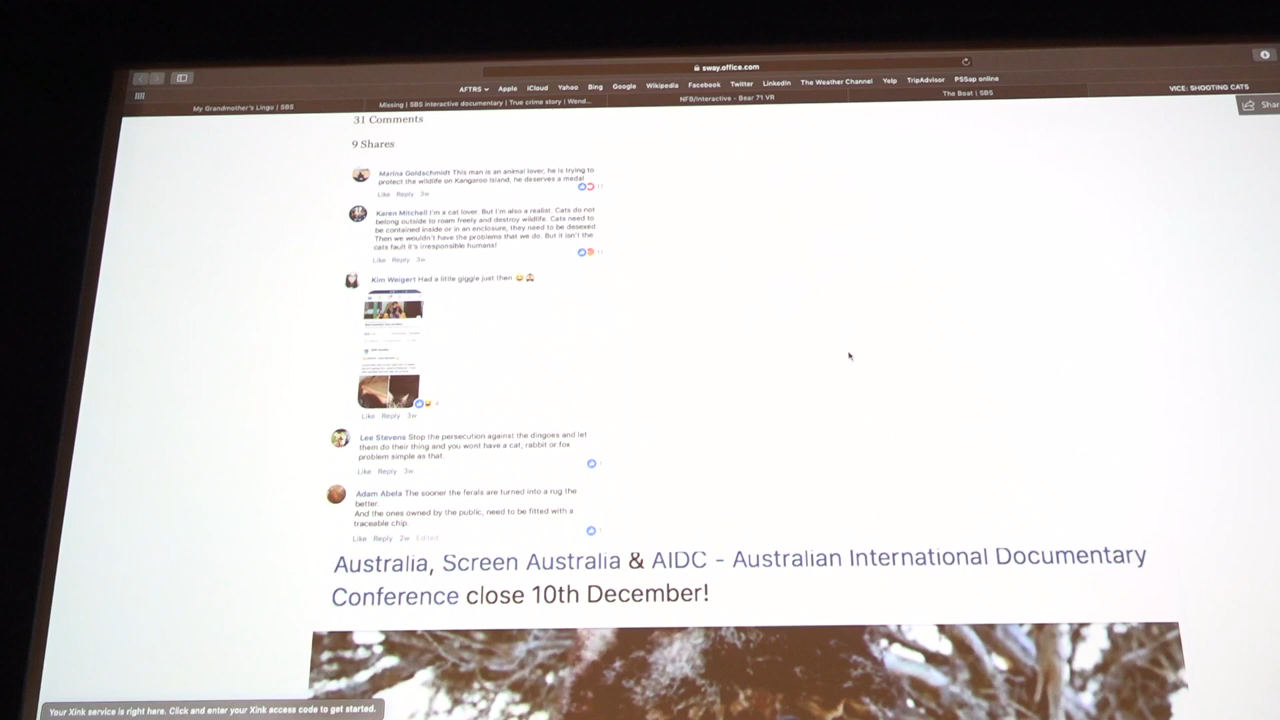 sway.office.com
AFTRS Apple iCloud Yahoo Bing Google Wikipedia Facebook Twitter LinkedIn The Weather Channel Yelp TripAdvisor PSSap online
My Grandmother's Lingo | SBS
Missing | SBS interactive documentary | True crime story | Wend...
NFB/Interactive - Bear 71 VR
The Boat | SBS
VICE: SHOOTING CATS
Shar
31 Comments
9 Shares
Marina Goldschmidt This man is an animal lover, he is trying to
protect the wildlife on Kangaroo Island, he deserves a medal
11
Like Reply 3w
Karen Mitchell I'm a cat lover. But I'm also a realist. Cats do not
belong outside to roam freely and destroy wildlife. Cats need to
be contained inside or in an enclosure, they need to be desexed.
Then we wouldn't have the problems that we do. But it isn't the
cats fault it's irresponsible humans!
11
Like Reply 3w
Kim Weigert Had a little giggle just then 😂
4
Like Reply 3w
Lee Stevens Stop the persecution against the dingoes and let
them do their thing and you wont have a cat, rabbit or fox
problem simple as that.
1
Like Reply 3w
Adam Abela The sooner the ferals are turned into a rug the
better.
And the ones owned by the public, need to be fitted with a
traceable chip.
1
Like Reply 2w Edited
Australia, Screen Australia & AIDC - Australian International Documentary
Conference close 10th December!
Your Xink service is right here. Click and enter your Xink access code to get started.